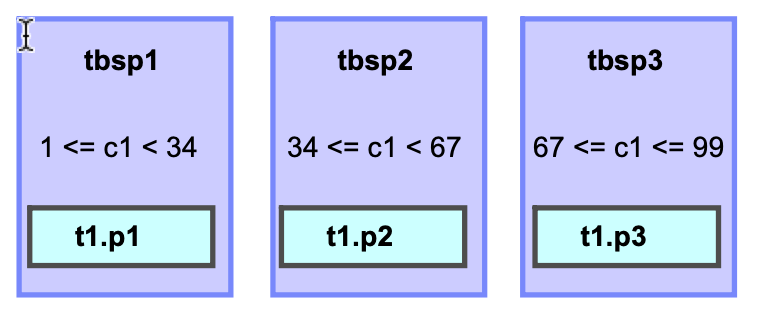 tbsp1
1 <= c1 < 34
t1.p1
tbsp2
34 <= c1 < 67
t1.p2
tbsp3
67 <= c1 <= 99
t1.p3